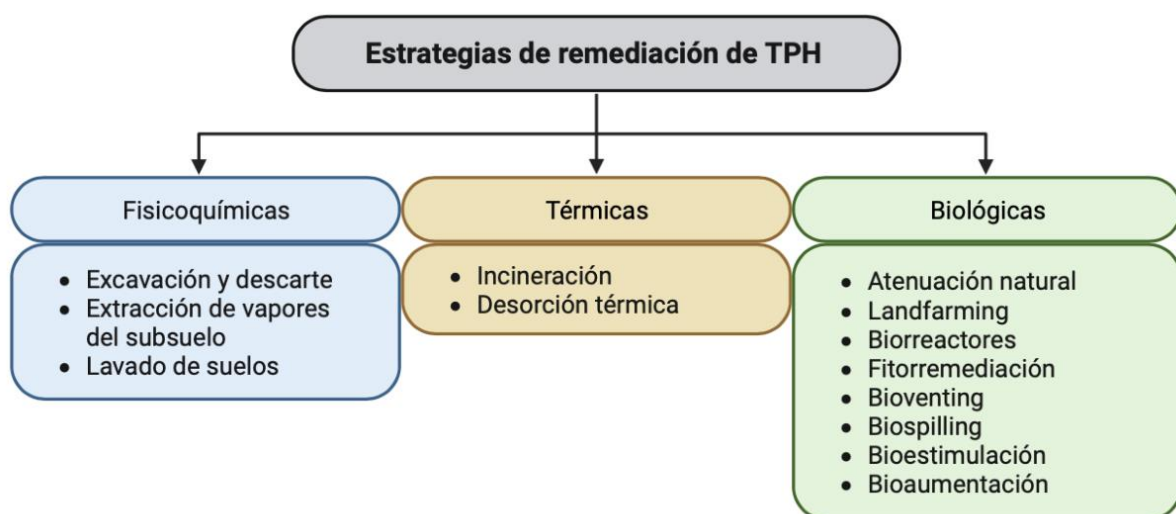 Estrategias de remediación de TPH
Fisicoquímicas
• Excavación y descarte
• Extracción de vapores
del subsuelo
• Lavado de suelos
Térmicas
• Incineración
• Desorción térmica
Biológicas
• Atenuación natural
• Landfarming
• Biorreactores
• Fitorremediación
• Bioventing
• Biospilling
• Bioestimulación
• Bioaumentación